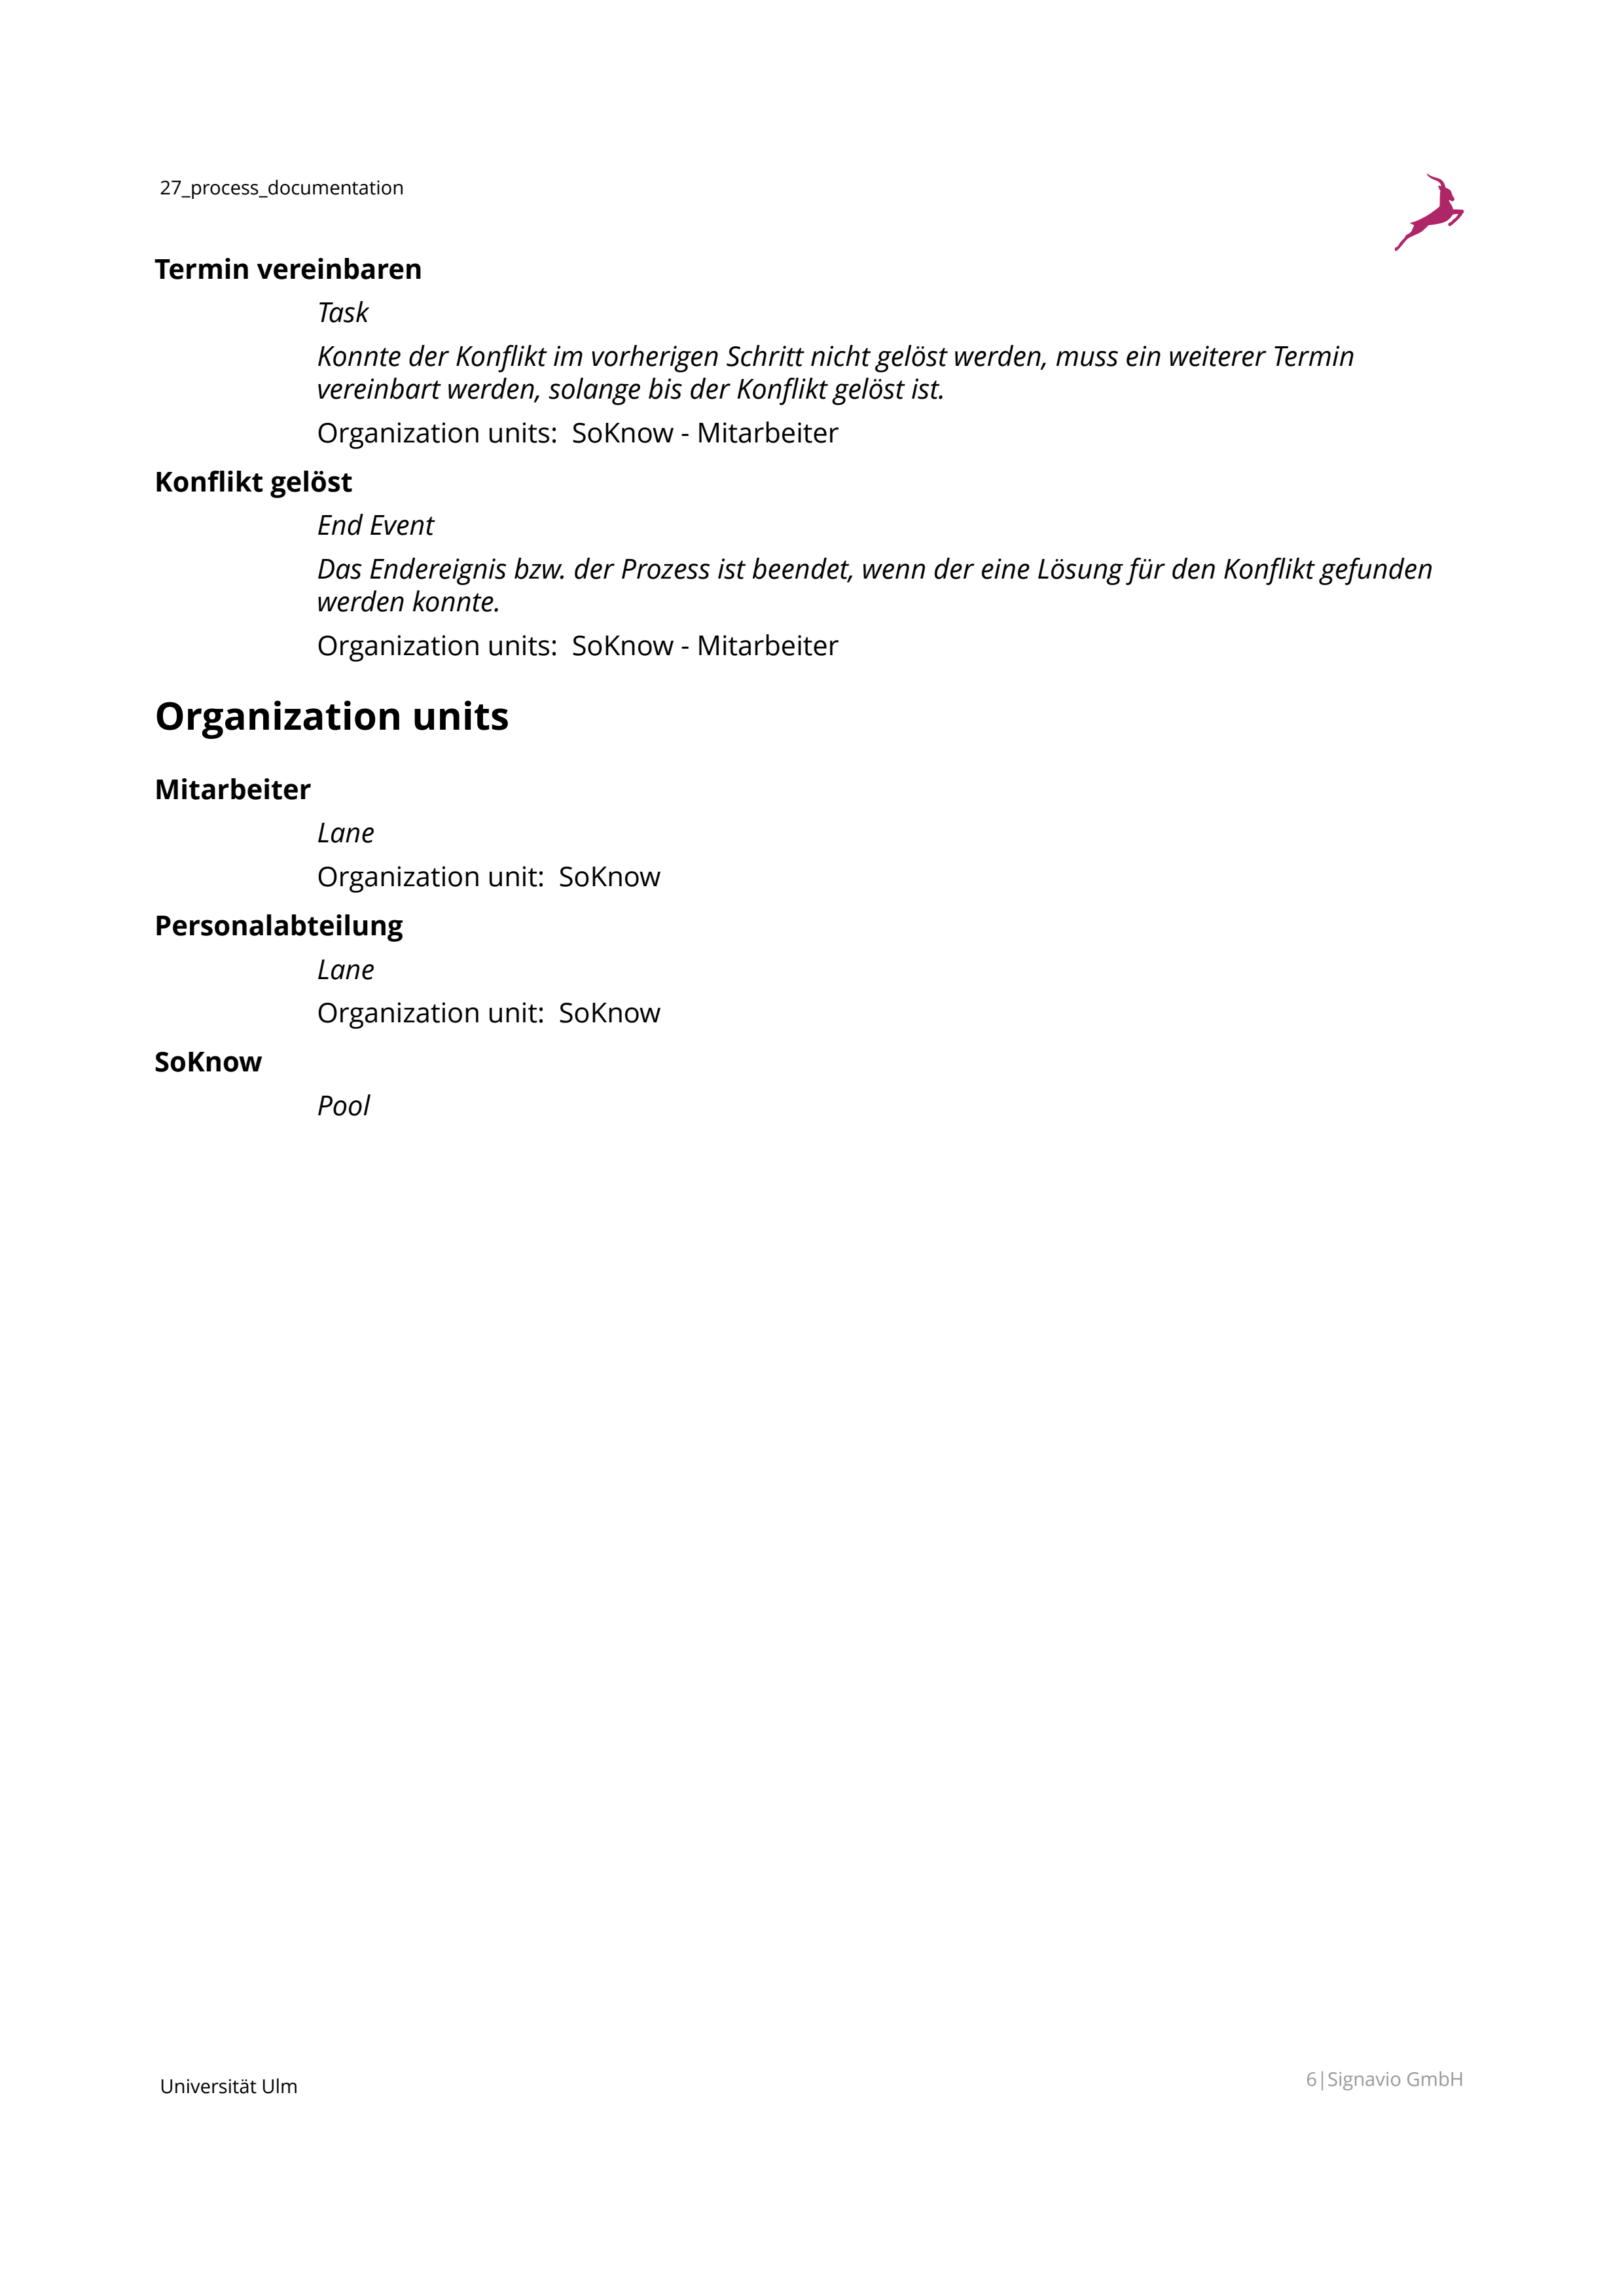 27_process_documentation
Termin vereinbaren
Task
Konnte der Konflikt im vorherigen Schritt nicht gelöst werden, muss ein weiterer Termin
vereinbart werden, solange bis der Konflikt gelöst ist.
Organization units:  SoKnow - Mitarbeiter
Konflikt gelöst
End Event
Das Endereignis bzw. der Prozess ist beendet, wenn der eine Lösung für den Konflikt gefunden
werden konnte.
Organization units:  SoKnow - Mitarbeiter
Organization units
Mitarbeiter
Lane
Organization unit:  SoKnow
Personalabteilung
Lane
Organization unit:  SoKnow
SoKnow
Pool
Universität Ulm
6|Signavio GmbH